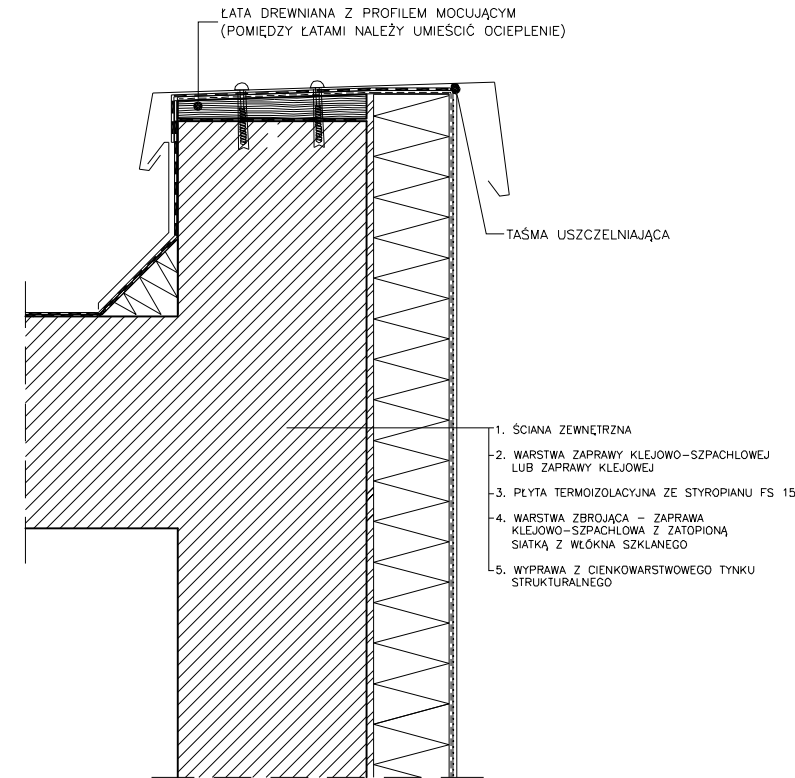 ŁATA DREWNIANA Z PROFILEM MOCUJĄCYM
(POMIĘDZY ŁATAMI NALEŻY UMIEŚCIĆ OCIEPLENIE)
TAŚMA USZCZELNIAJĄCA
1. ŚCIANA ZEWNĘTRZNA
2. WARSTWA ZAPRAWY KLEJOWO-SZPACHLOWEJ
LUB ZAPRAWY KLEJOWEJ
3. PŁYTA TERMOIZOLACYJNA ZE STYROPIANU FS 15
4. WARSTWA ZBROJĄCA – ZAPRAWA
KLEJOWO-SZPACHLOWA Z ZATOPIONĄ
SIATKĄ Z WŁÓKNA SZKLANEGO
5. WYPRAWA Z CIENKOWARSTWOWEGO TYNKU
STRUKTURALNEGO